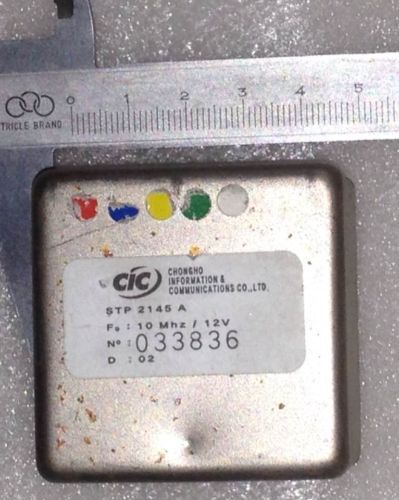 0 1 2 3 4 5
TRICLE BRAND
CIC CHONGHO
INFORMATION &
COMMUNICATIONS CO.,LTD.
STP 2145 A
F₀ : 10 Mhz / 12V
Nº : 033836
D : 02